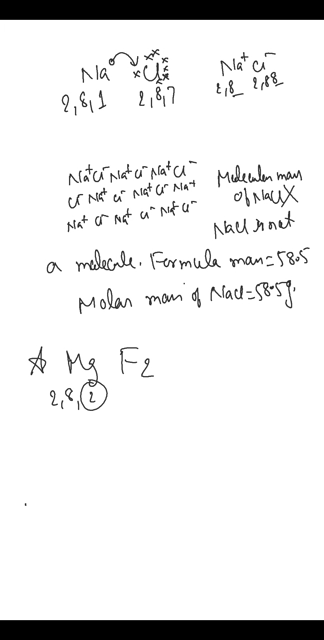 Na Cl Na⁺ Cl⁻
2,8,1 2,8,7 2,8 2,8,8
Na⁺ Cl⁻ Na⁺ Cl⁻ Na⁺ Cl⁻ Molecular mass
Cl⁻ Na⁺ Cl⁻ Na⁺ Cl⁻ Na⁺ of NaCl X
Na⁺ Cl⁻ Na⁺ Cl⁻ Na⁺ Cl⁻ NaCl is not
a molecule. Formula mass = 58.5
Molar mass of NaCl = 58.5g.
Mg F₂
2,8,2